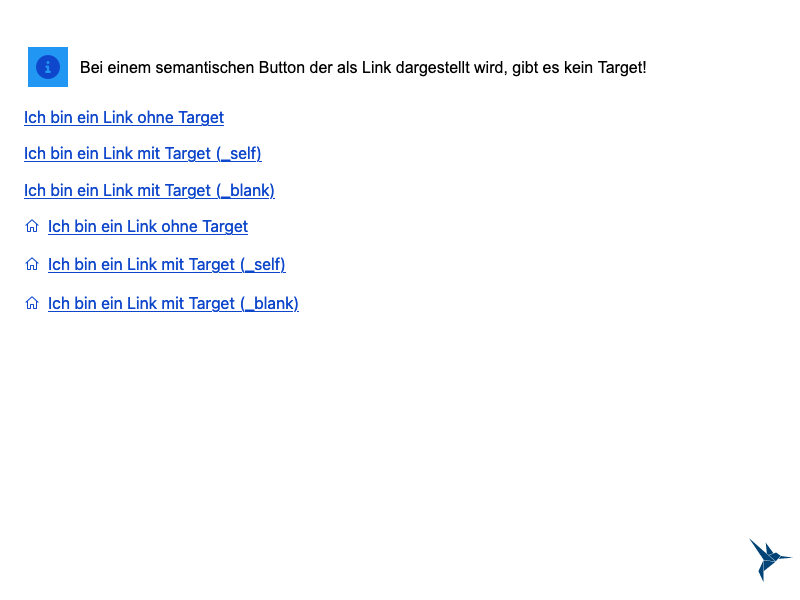 Bei einem semantischen Button der als Link dargestellt wird, gibt es kein Target!
Ich bin ein Link ohne Target
Ich bin ein Link mit Target (_self)
Ich bin ein Link mit Target (_blank)
Ich bin ein Link ohne Target
Ich bin ein Link mit Target (_self)
Ich bin ein Link mit Target (_blank)